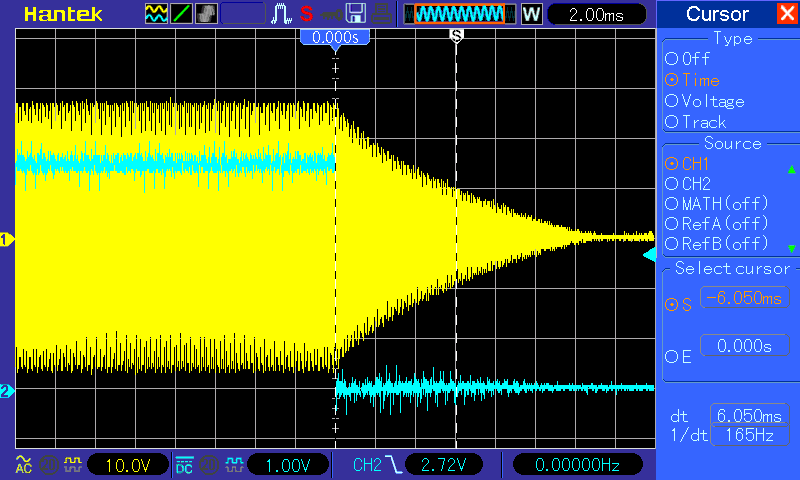 Hantek S W 2.00ms Cursor
0.000s
S
Type
Off
Time
Voltage
Track
Source
CH1
CH2
MATH(off)
RefA(off)
RefB(off)
Select cursor
S -6.050ms
E 0.000s
dt 6.050ms
1/dt 165Hz
1
2
AC 10.0V DC 1.00V CH2 2.72V 0.00000Hz